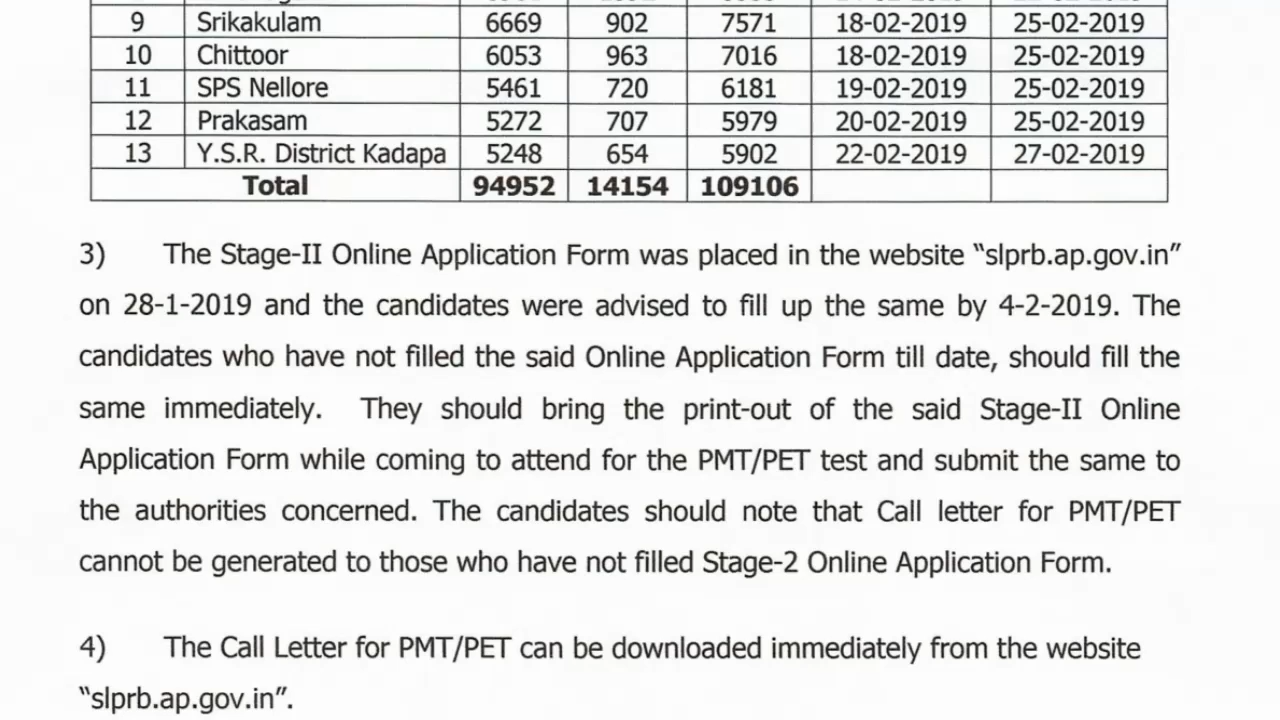 9 Srikakulam 6669 902 7571 18-02-2019 25-02-2019
10 Chittoor 6053 963 7016 18-02-2019 25-02-2019
11 SPS Nellore 5461 720 6181 19-02-2019 25-02-2019
12 Prakasam 5272 707 5979 20-02-2019 25-02-2019
13 Y.S.R. District Kadapa 5248 654 5902 22-02-2019 27-02-2019
Total 94952 14154 109106
3) The Stage-II Online Application Form was placed in the website “slprb.ap.gov.in”
on 28-1-2019 and the candidates were advised to fill up the same by 4-2-2019. The
candidates who have not filled the said Online Application Form till date, should fill the
same immediately. They should bring the print-out of the said Stage-II Online
Application Form while coming to attend for the PMT/PET test and submit the same to
the authorities concerned. The candidates should note that Call letter for PMT/PET
cannot be generated to those who have not filled Stage-2 Online Application Form.
4) The Call Letter for PMT/PET can be downloaded immediately from the website
“slprb.ap.gov.in”.